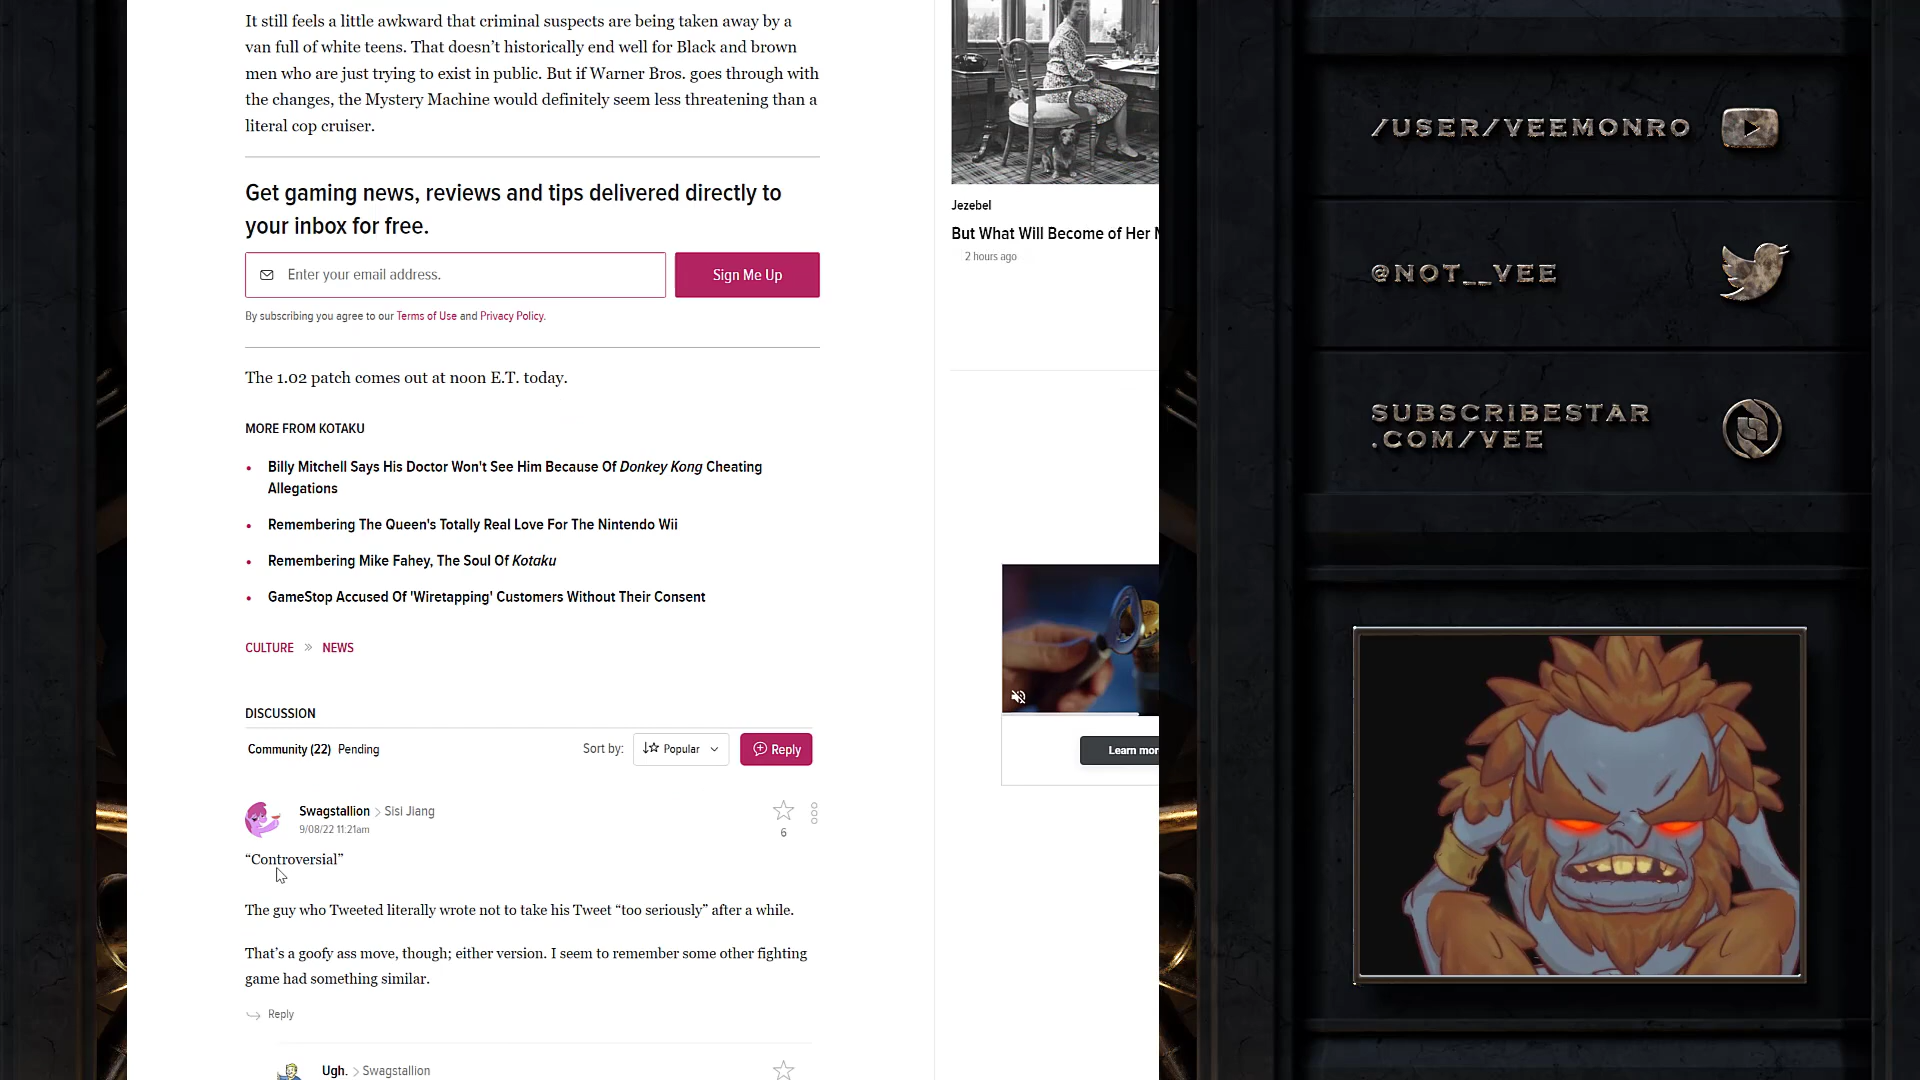 It still feels a little awkward that criminal suspects are being taken away by a
van full of white teens. That doesn’t historically end well for Black and brown
men who are just trying to exist in public. But if Warner Bros. goes through with
the changes, the Mystery Machine would definitely seem less threatening than a
literal cop cruiser.
Get gaming news, reviews and tips delivered directly to
your inbox for free.
Enter your email address.
Sign Me Up
By subscribing you agree to our Terms of Use and Privacy Policy.
The 1.02 patch comes out at noon E.T. today.
MORE FROM KOTAKU
Billy Mitchell Says His Doctor Won't See Him Because Of Donkey Kong Cheating
Allegations
Remembering The Queen's Totally Real Love For The Nintendo Wii
Remembering Mike Fahey, The Soul Of Kotaku
GameStop Accused Of 'Wiretapping' Customers Without Their Consent
CULTURE » NEWS
DISCUSSION
Community (22) Pending
Sort by: Popular
Reply
Swagstallion > Sisi Jiang
9/08/22 11:21am
6
“Controversial”
The guy who Tweeted literally wrote not to take his Tweet “too seriously” after a while.
That’s a goofy ass move, though; either version. I seem to remember some other fighting
game had something similar.
Reply
Ugh. > Swagstallion
Jezebel
But What Will Become of Her
2 hours ago
Learn mor
/USER/VEEMONRO
@NOT__VEE
SUBSCRIBESTAR
.COM/VEE